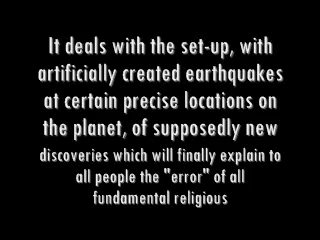 It deals with the set-up, with
artificially created earthquakes
at certain precise locations on
the planet, of supposedly new
discoveries which will finally explain to
all people the "error" of all
fundamental religious